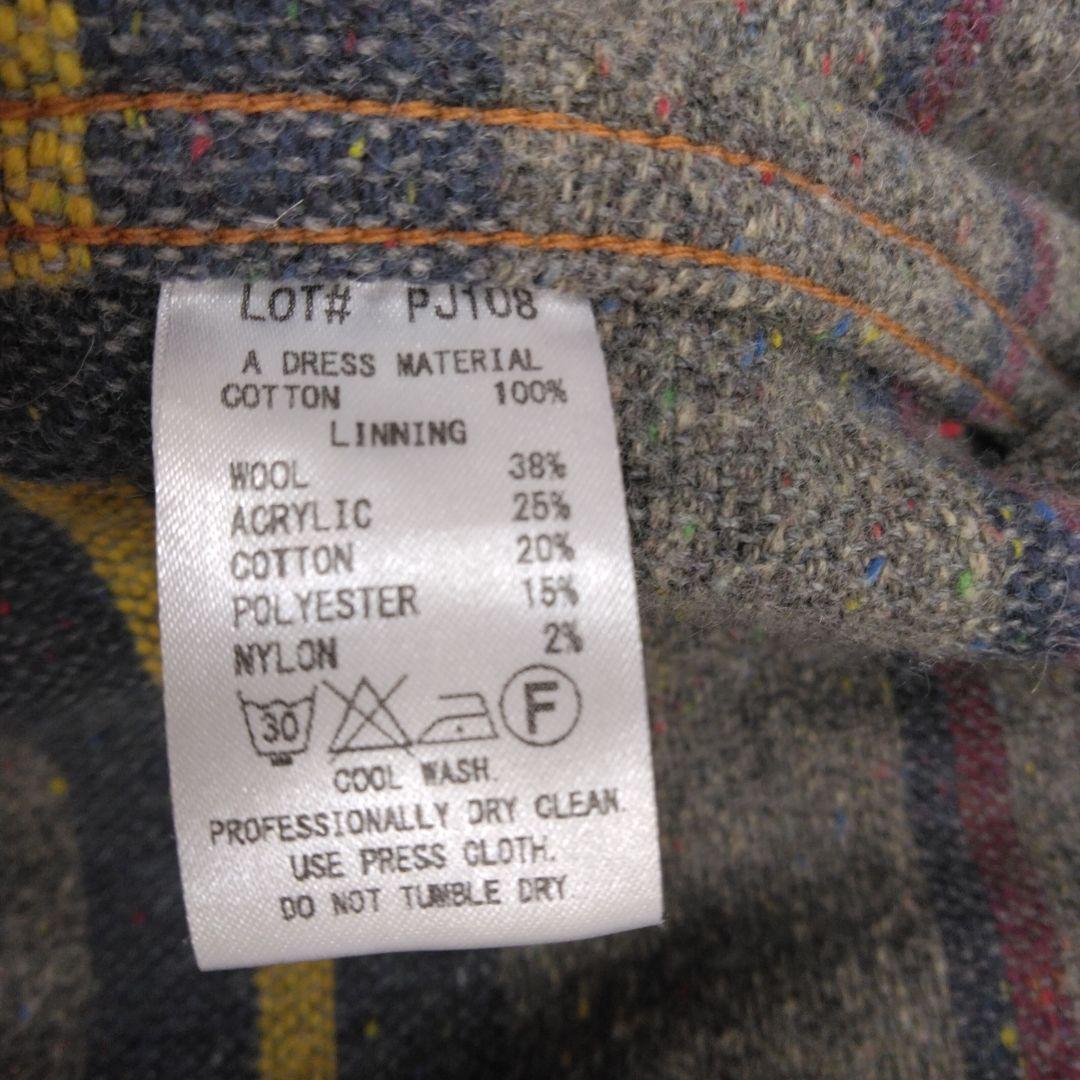 LOT# PJ108
A DRESS MATERIAL
COTTON 100%
LINNING
WOOL 38%
ACRYLIC 25%
COTTON 20%
POLYESTER 15%
NYLON 2%
30 F
COOL WASH.
PROFESSIONALLY DRY CLEAN.
USE PRESS CLOTH.
DO NOT TUMBLE DRY